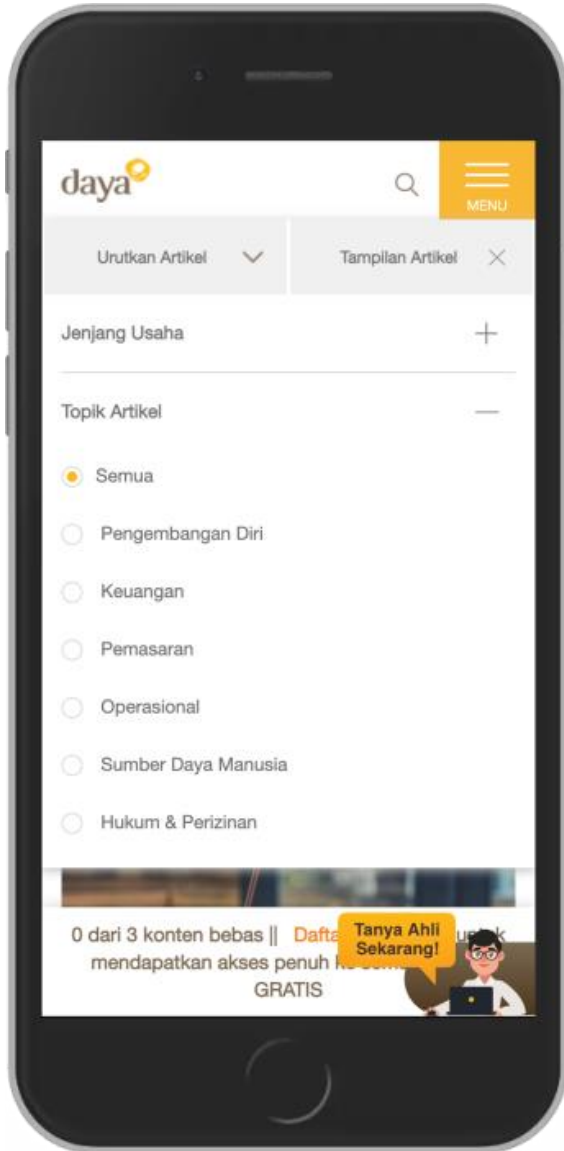 daya
MENU
Urutkan Artikel
Tampilan Artikel
Jenjang Usaha
Topik Artikel
Semua
Pengembangan Diri
Keuangan
Pemasaran
Operasional
Sumber Daya Manusia
Hukum & Perizinan
0 dari 3 konten bebas ||
mendapatkan akses penuh
GRATIS
Tanya Ahli
Sekarang!